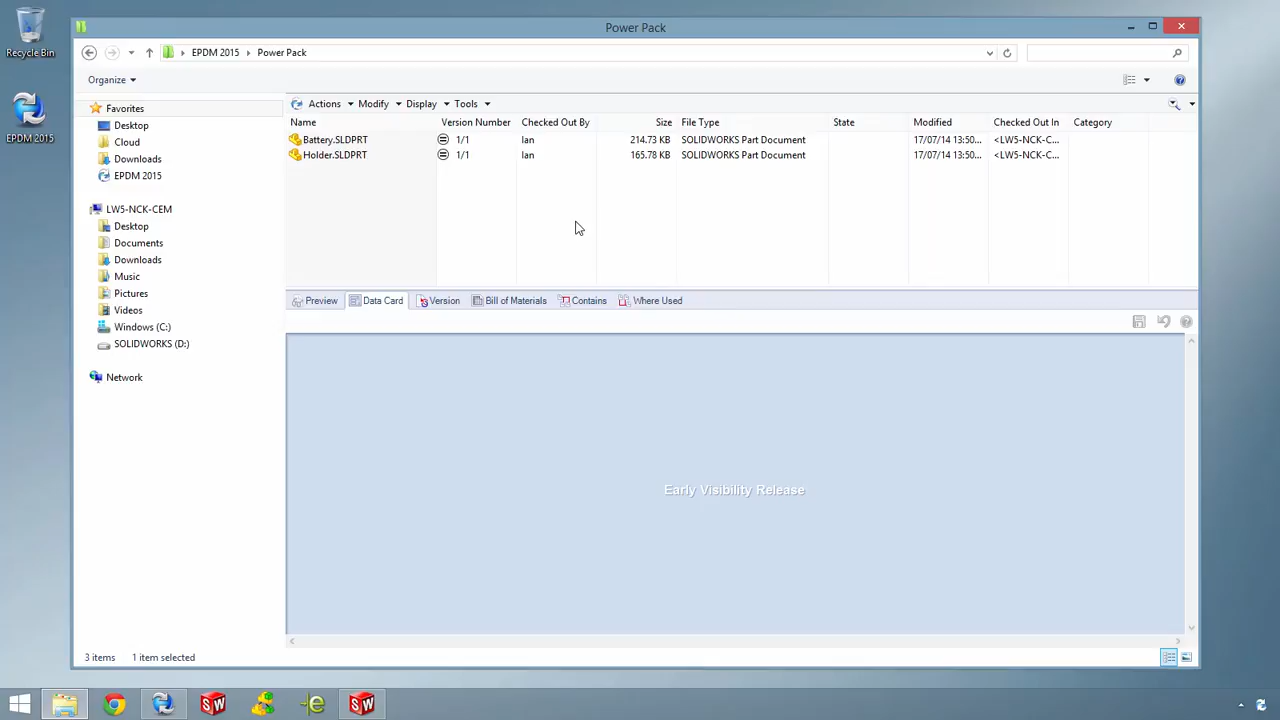 Recycle Bin
EPDM 2015
Power Pack
EPDM 2015 Power Pack
Organize
Favorites
Desktop
Cloud
Downloads
EPDM 2015
LW5-NCK-CEM
Desktop
Documents
Downloads
Music
Pictures
Videos
Windows (C:)
SOLIDWORKS (D:)
Network
Actions Modify Display Tools
Name Version Number Checked Out By Size File Type State Modified Checked Out In Category
Battery.SLDPRT 1/1 Ian 214.73 KB SOLIDWORKS Part Document 17/07/14 13:50... <LW5-NCK-C...
Holder.SLDPRT 1/1 Ian 165.78 KB SOLIDWORKS Part Document 17/07/14 13:50... <LW5-NCK-C...
Preview Data Card Version Bill of Materials Contains Where Used
Early Visibility Release
3 items 1 item selected